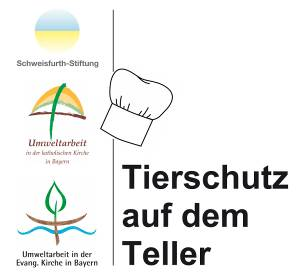 Schweisfurth-Stiftung
Umweltarbeit
in der katholischen Kirche
in Bayern
Umweltarbeit in der
Evang. Kirche in Bayern
Tierschutz
auf dem
Teller